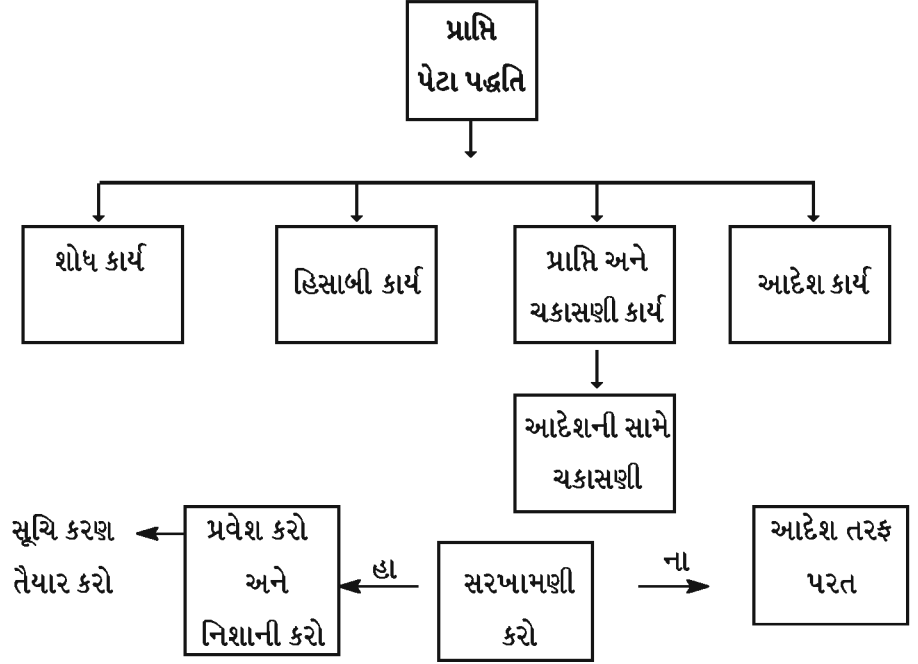 પ્રાપ્તિ
પેટા પદ્ધતિ
શોધ કાર્ય
હિસાબી કાર્ય
પ્રાપ્તિ અને
ચકાસણી કાર્ય
આદેશ કાર્ય
આદેશની સામે
ચકાસણી
સૂચિ કરણ
તૈયાર કરો
પ્રવેશ કરો
અને
નિશાની કરો
હા
સરખામણી
કરો
ના
આદેશ તરફ
પરત